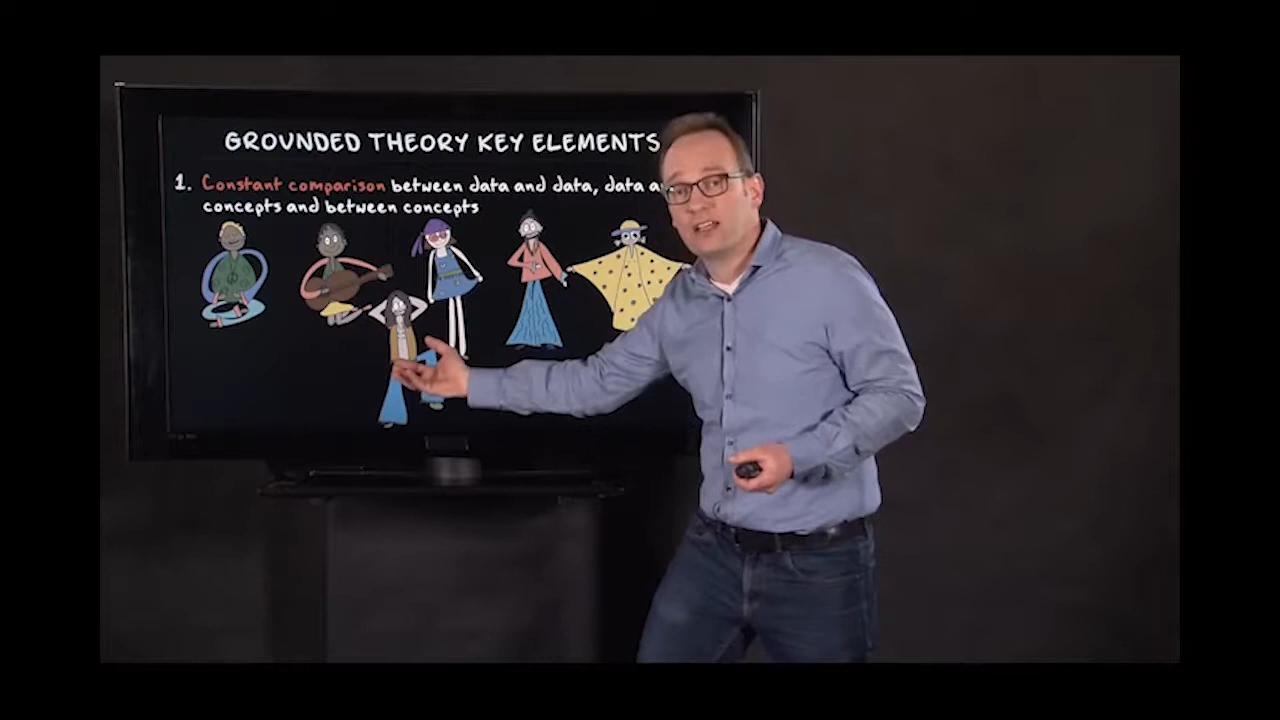 GROUNDED THEORY KEY ELEMENTS
1. Constant comparison between data and data, data
concepts and between concepts